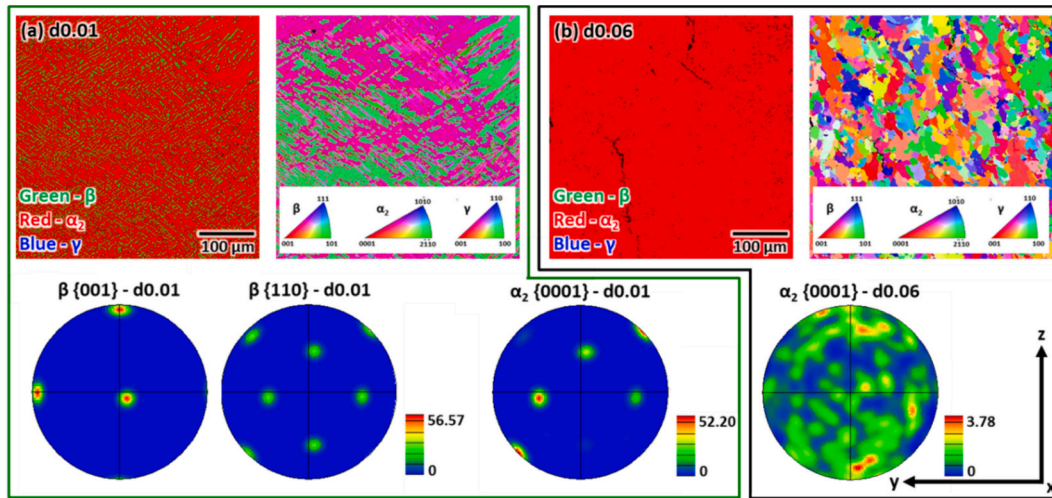 (a) d0.01
Green - β
Red - α₂
Blue - γ
100 μm
β
111
001
101
α₂
1010
0001
2110
γ
110
001
100
(b) d0.06
Green - β
Red - α₂
Blue - γ
100 μm
β
111
001
101
α₂
1010
0001
2110
γ
110
001
100
β {001} - d0.01
β {110} - d0.01
56.57
0
α₂ {0001} - d0.01
52.20
0
α₂ {0001} - d0.06
3.78
0
z
y
x